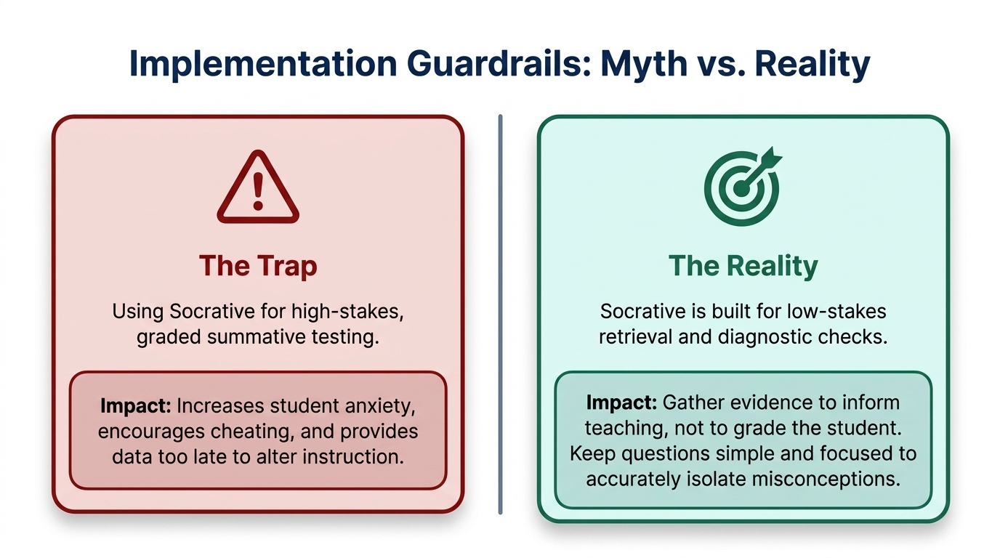 Implementation Guardrails: Myth vs. Reality
The Trap
Using Socrative for high-stakes,
graded summative testing.
Impact: Increases student anxiety,
encourages cheating, and provides
data too late to alter instruction.
The Reality
Socrative is built for low-stakes
retrieval and diagnostic checks.
Impact: Gather evidence to inform
teaching, not to grade the student.
Keep questions simple and focused to
accurately isolate misconceptions.